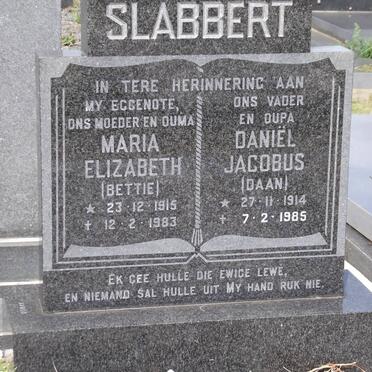 SLABBERT
IN TERE HERINNERING AAN
MY EGGENOTE,
ONS MOEDER EN OUMA
MARIA
ELIZABETH
(BETTIE)
★ 23-12-1915
✝ 12-2-1983
ONS VADER
EN OUPA
DANIËL
JACOBUS
(DAAN)
★ 27-11-1914
✝ 7-2-1985
EK GEE HULLE DIE EWIGE LEWE,
EN NIEMAND SAL HULLE UIT MY HAND RUK NIE.